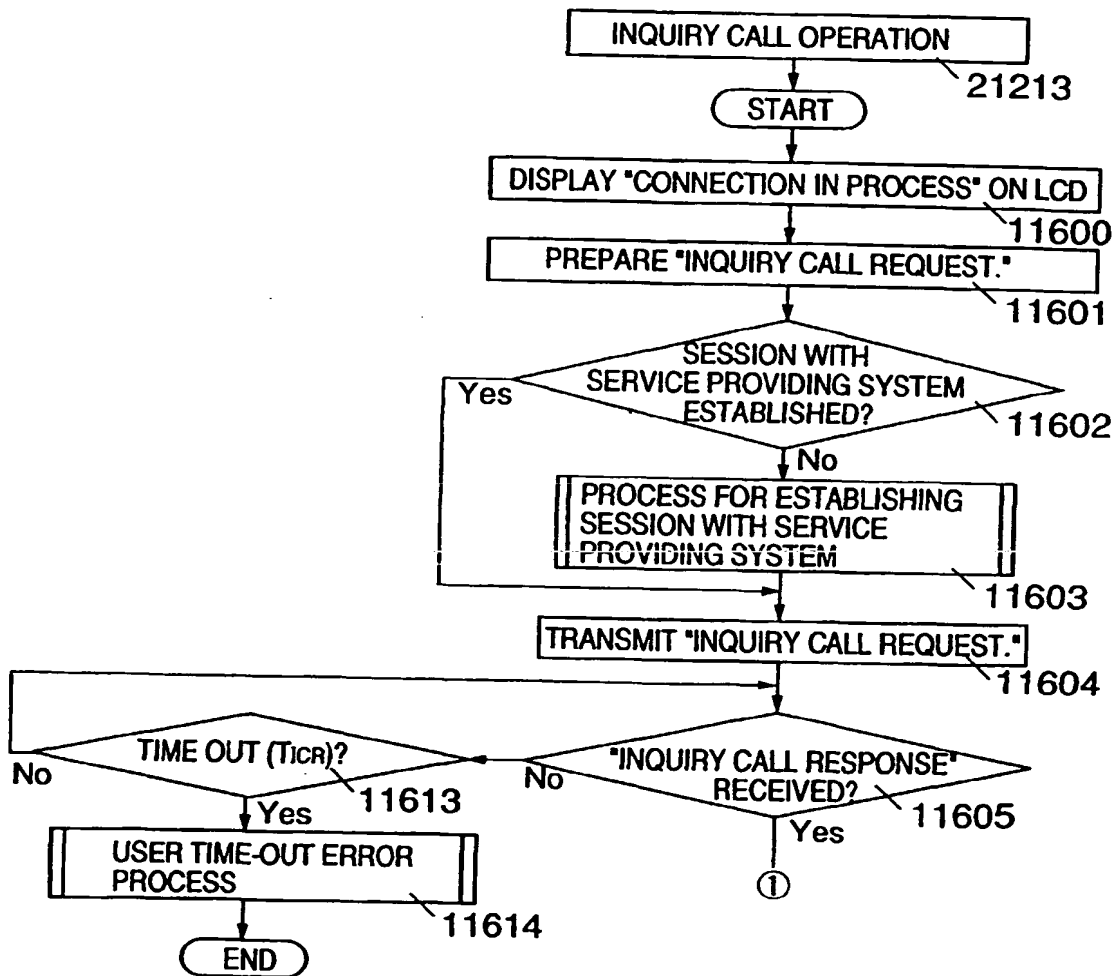 INQUIRY CALL OPERATION
21213
START
DISPLAY "CONNECTION IN PROCESS" ON LCD
11600
PREPARE "INQUIRY CALL REQUEST."
11601
SESSION WITH
SERVICE PROVIDING SYSTEM
ESTABLISHED?
Yes
11602
No
PROCESS FOR ESTABLISHING
SESSION WITH SERVICE
PROVIDING SYSTEM
11603
TRANSMIT "INQUIRY CALL REQUEST."
11604
TIME OUT (TICR)?
No
11613
Yes
"INQUIRY CALL RESPONSE"
RECEIVED?
No
11605
Yes
USER TIME-OUT ERROR
PROCESS
11614
①
END